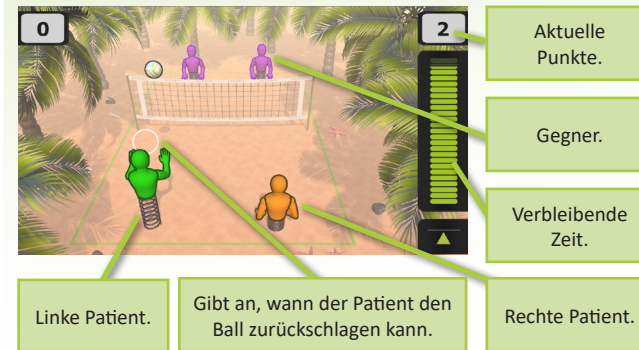 0
2
Aktuelle
Punkte.
Gegner.
Verbleibende
Zeit.
Linke Patient.
Gibt an, wann der Patient den
Ball zurückschlagen kann.
Rechte Patient.